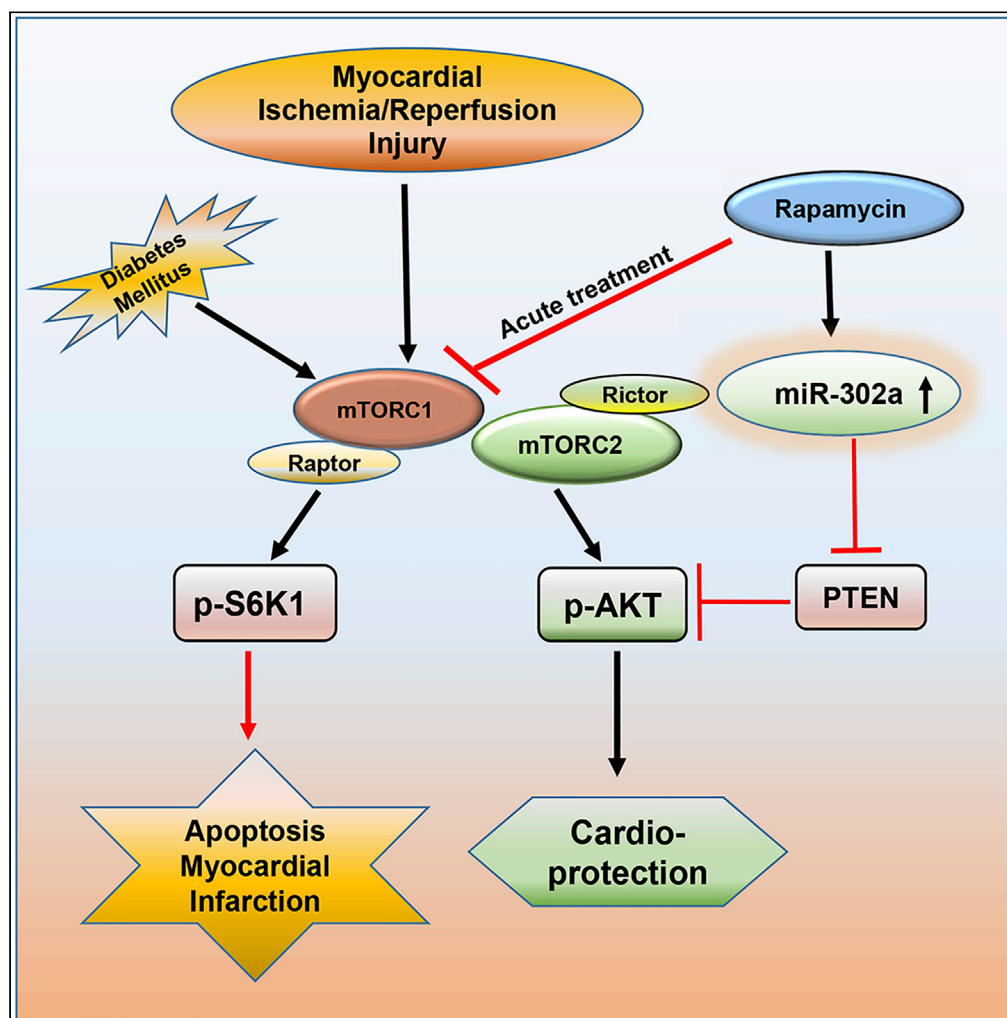 Myocardial
Ischemia/Reperfusion
Injury
Diabetes
Mellitus
Rapamycin
Acute treatment
mTORC1
Raptor
Rictor
mTORC2
miR-302a
p-S6K1
p-AKT
PTEN
Apoptosis
Myocardial
Infarction
Cardio-
protection